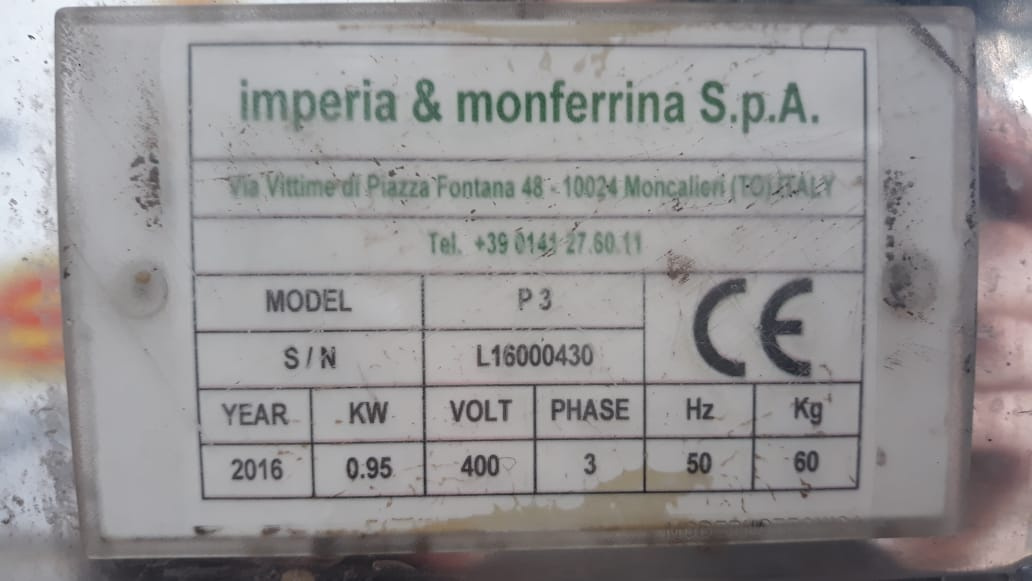 imperia & monferrina S.p.A.
Via Vittime di Piazza Fontana 48 - 10024 Moncalieri (TO) ITALY
Tel. +39 0141 27.60.11
MODEL P 3
S / N L16000430
CE
YEAR KW VOLT PHASE Hz Kg
2016 0.95 400 3 50 60